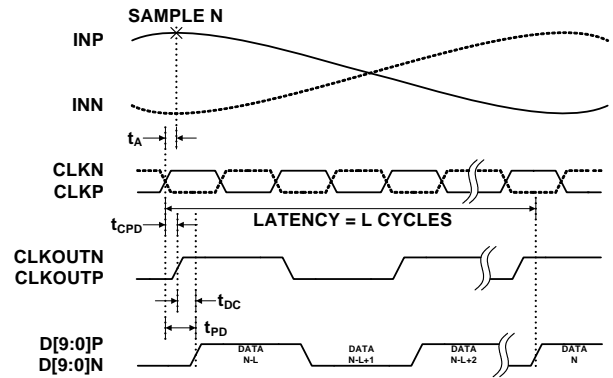 SAMPLE N
INP
INN
tA
CLKN
CLKP
tCPD
LATENCY = L CYCLES
CLKOUTN
CLKOUTP
tDC
tPD
D[9:0]P
D[9:0]N
DATA
N-L
DATA
N-L+1
DATA
N-L+2
DATA
N